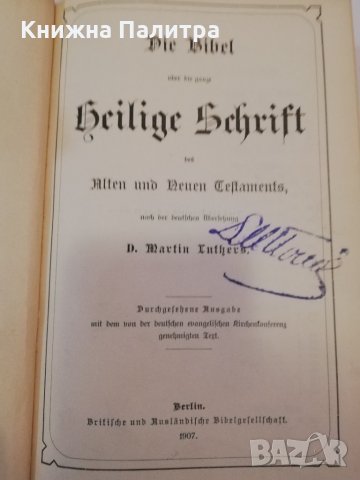 Книжна Палитра
Die Bibel
oder die ganze
Heilige Schrift
des
Alten und Neuen Testaments,
nach der deutschen Übersetzung
D. Martin Luthers.
Durchgesehene Ausgabe
mit dem von der deutschen evangelischen Kirchenkonferenz
genehmigten Text.
Berlin.
Britische und Ausländische Bibelgesellschaft.
1907.
BAZAR